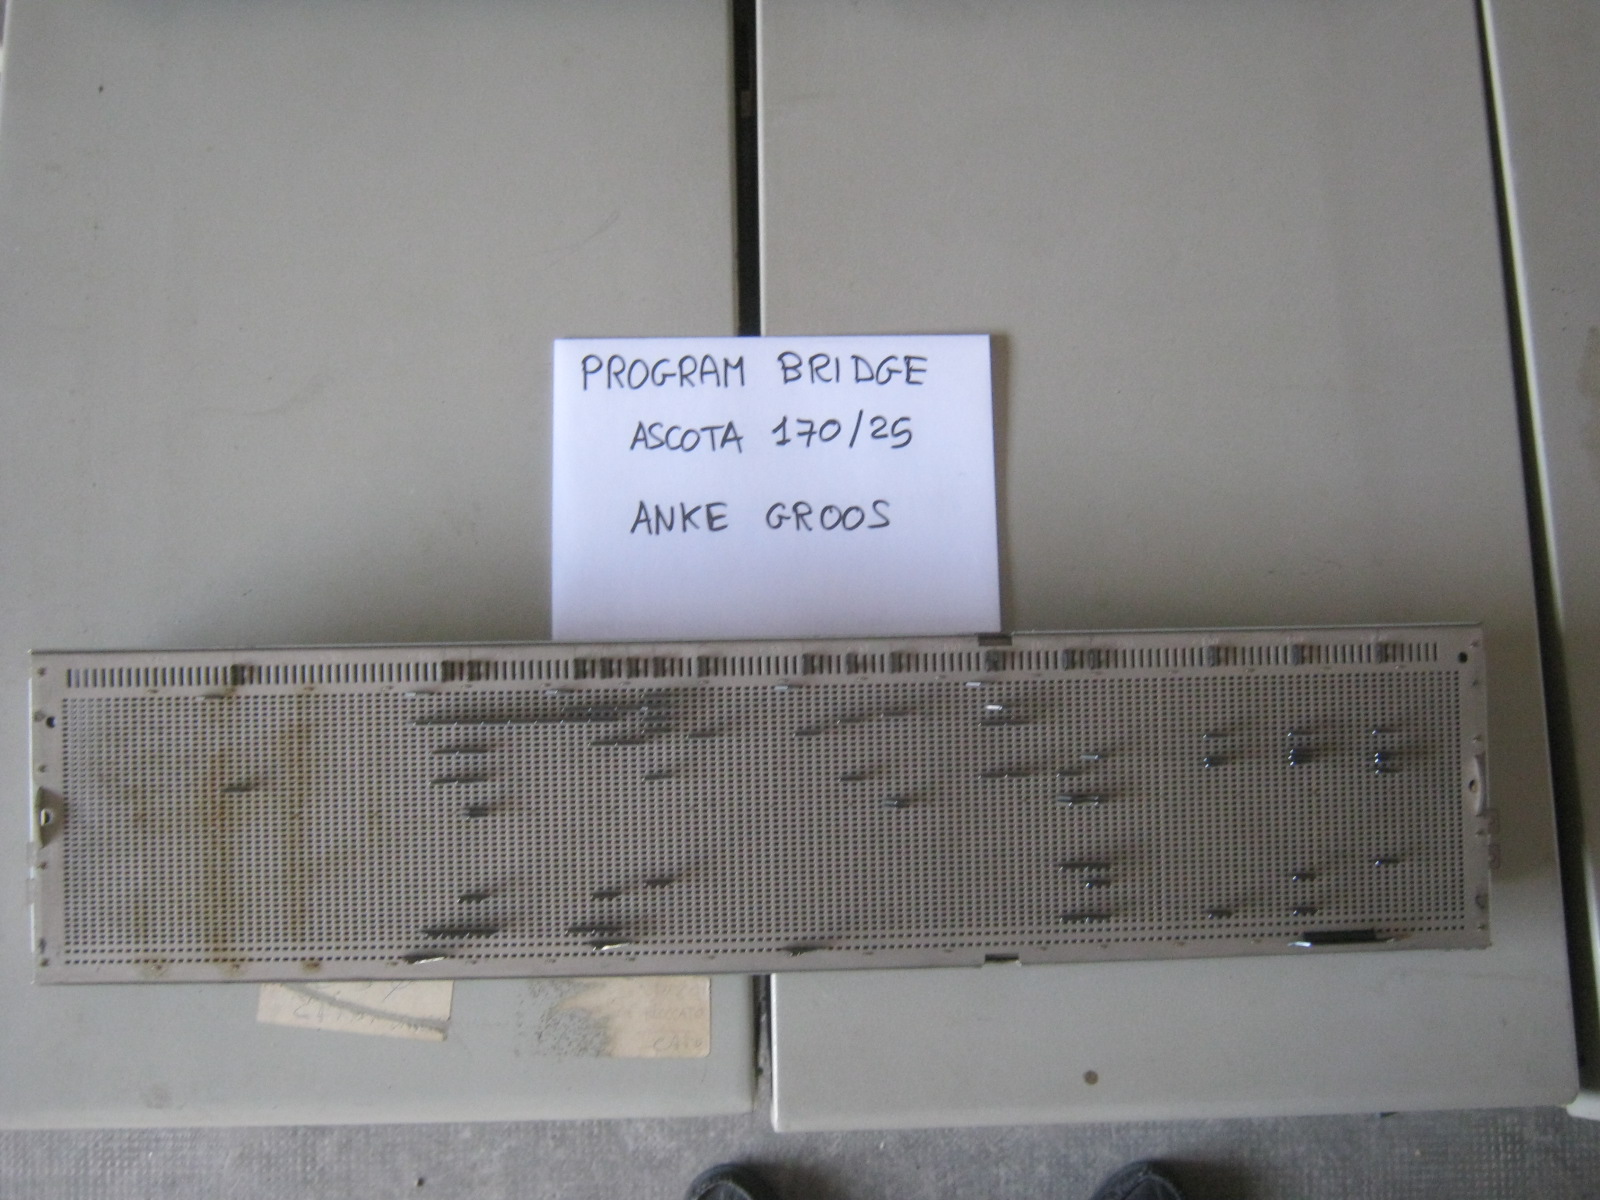 PROGRAM BRIDGE
ASCOTA 170/25
ANKE GROOS